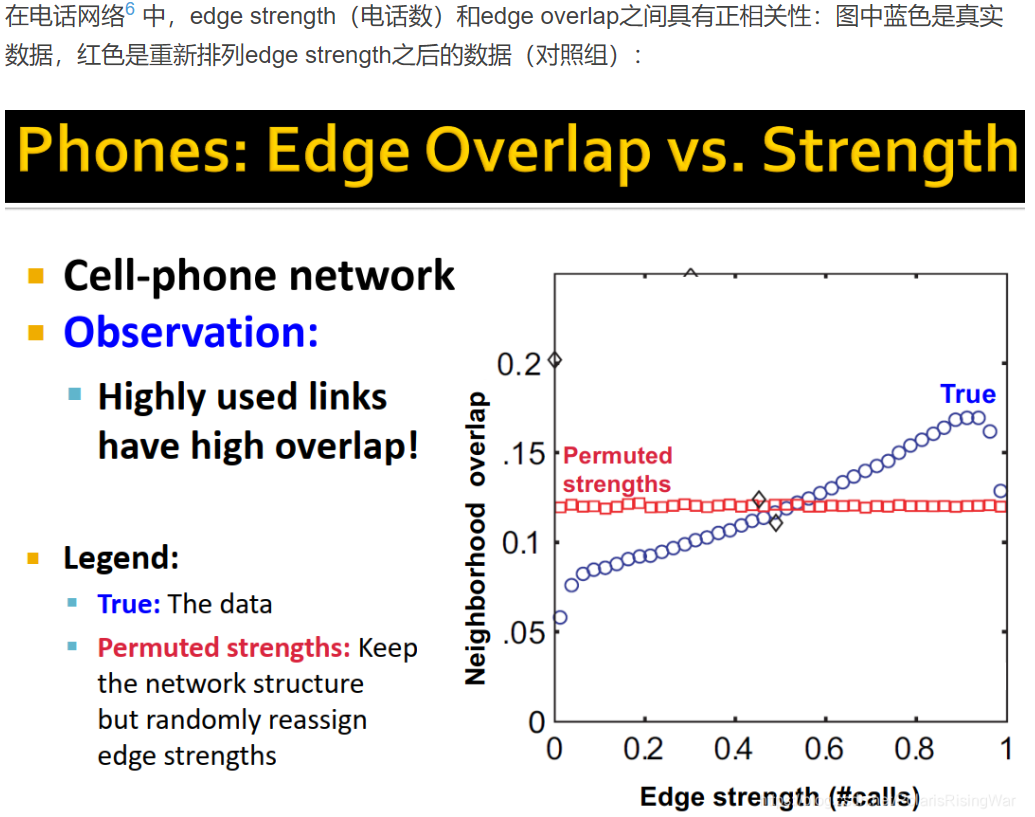 在电话网络6 中，edge strength（电话数）和edge overlap之间具有正相关性：图中蓝色是真实
数据，红色是重新排列edge strength之后的数据（对照组）：
Phones: Edge Overlap vs. Strength
Cell-phone network
Observation:
Highly used links
have high overlap!
Legend:
True: The data
Permuted strengths: Keep
the network structure
but randomly reassign
edge strengths
Neighborhood overlap
0.2
.15
0.1
.05
0
True
Permuted
strengths
0 0.2 0.4 0.6 0.8 1
Edge strength (#calls)